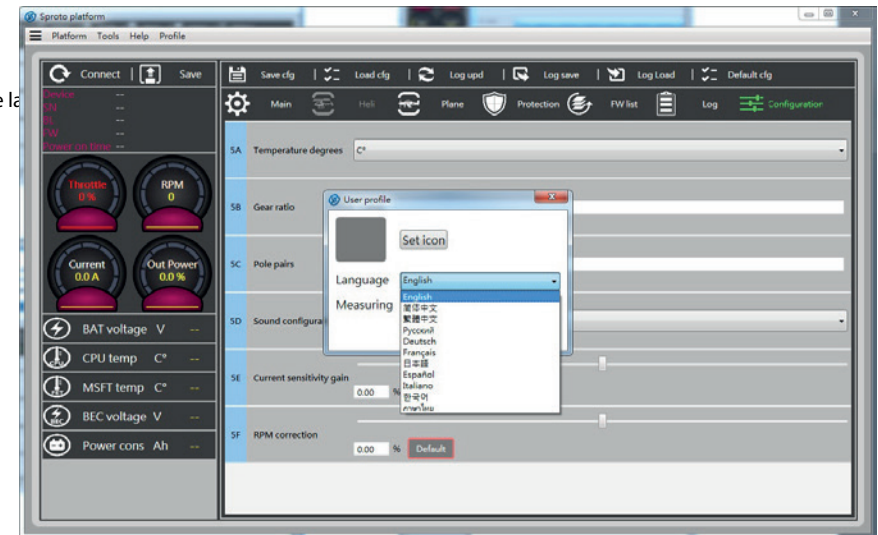 Sproto platform
Platform Tools Help Profile
Connect Save
Save cfg Load cfg Log upd Log save Log Load Default cfg
e la
Device --
SN --
BL --
FW --
Power on time --
Main Heli Plane Protection FW list Log Configuration
Throttle
0 %
RPM
0
Current
0.0 A
Out Power
0.0 %
BAT voltage V --
CPU temp C° --
MSFT temp C° --
BEC voltage V --
Power cons Ah --
CPU
BEC
5A Temperature degrees C°
5B Gear ratio
5C Pole pairs
5D Sound configura
5E Current sensitivity gain
0.00 %
5F RPM correction
0.00 % Default
User profile
Set icon
Language English
Measuring
English
简体中文
繁體中文
Русский
Deutsch
Français
日本語
Español
Italiano
한국어
ภาษาไทย